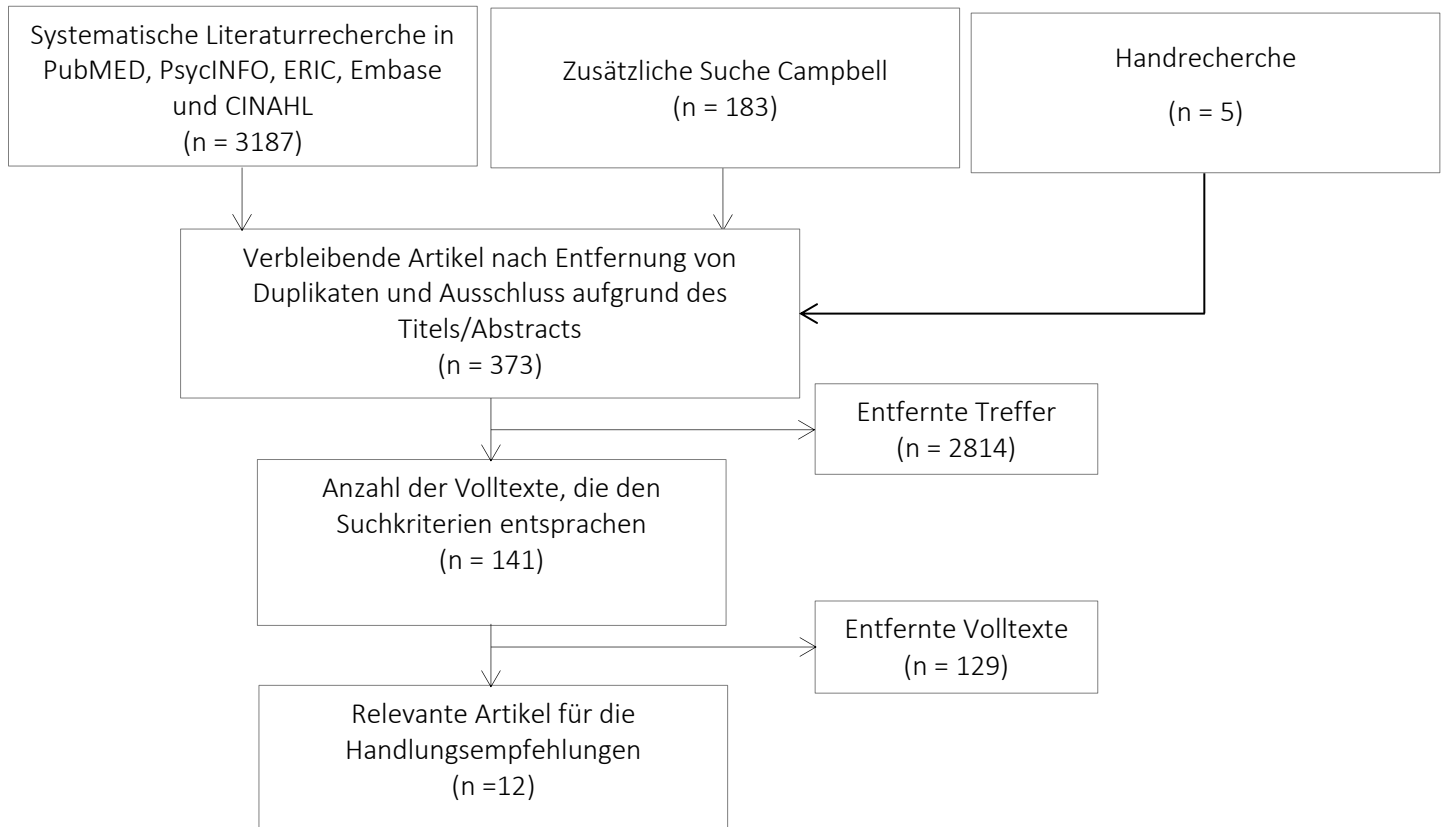 Systematische Literaturrecherche in
PubMED, PsycINFO, ERIC, Embase
und CINAHL
(n = 3187)
Zusätzliche Suche Campbell
(n = 183)
Handrecherche
(n = 5)
Verbleibende Artikel nach Entfernung von
Duplikaten und Ausschluss aufgrund des
Titels/Abstracts
(n = 373)
Entfernte Treffer
(n = 2814)
Anzahl der Volltexte, die den
Suchkriterien entsprachen
(n = 141)
Entfernte Volltexte
(n = 129)
Relevante Artikel für die
Handlungsempfehlungen
(n =12)